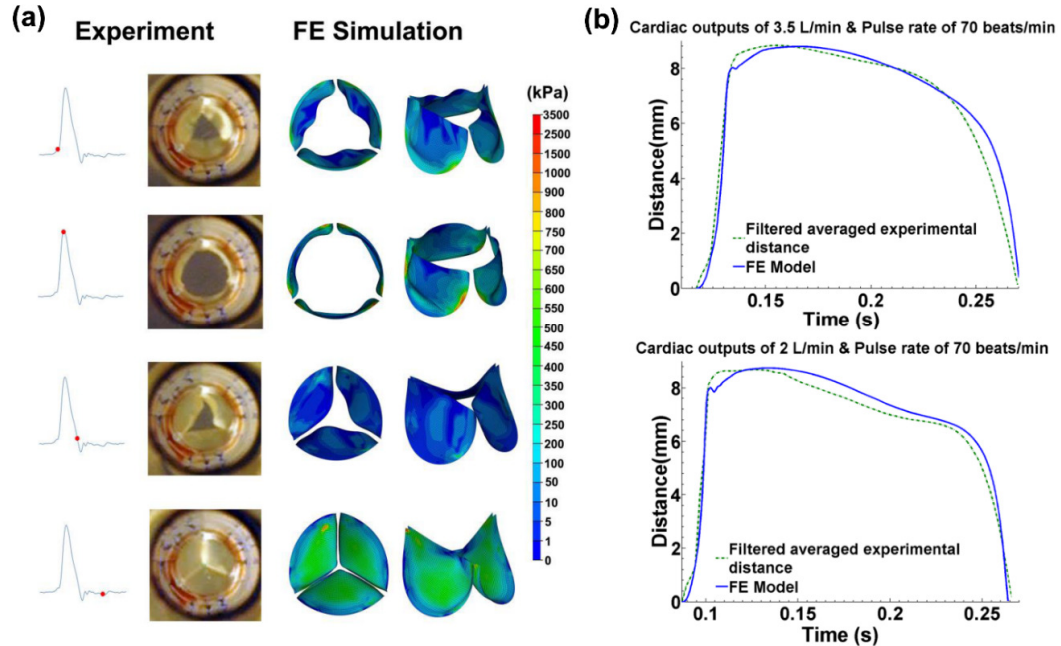 (a)
Experiment
FE Simulation
(kPa)
3500
2500
1500
1000
900
800
750
700
650
600
550
500
450
400
350
300
200
100
50
10
5
1
0
(b)
Cardiac outputs of 3.5 L/min & Pulse rate of 70 beats/min
Distance(mm)
8
6
4
2
0
0.15
0.2
0.25
Time (s)
Filtered averaged experimental
distance
FE Model
Cardiac outputs of 2 L/min & Pulse rate of 70 beats/min
Distance(mm)
8
6
4
2
0
0.1
0.15
0.2
0.25
Time (s)
Filtered averaged experimental
distance
FE Model